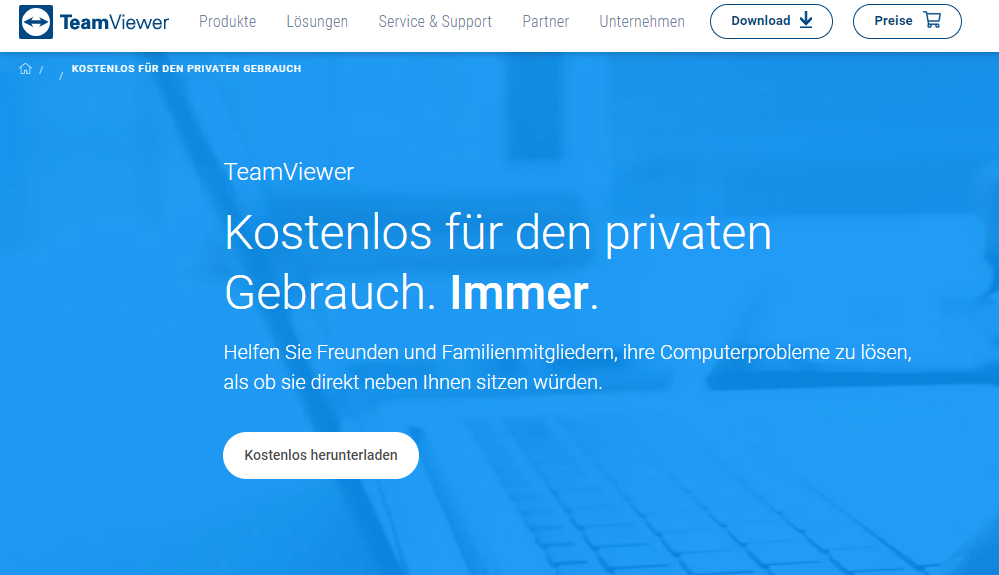 TeamViewer Produkte Lösungen Service & Support Partner Unternehmen Download Preise
/ / KOSTENLOS FÜR DEN PRIVATEN GEBRAUCH
TeamViewer
Kostenlos für den privaten
Gebrauch. Immer.
Helfen Sie Freunden und Familienmitgliedern, ihre Computerprobleme zu lösen,
als ob sie direkt neben Ihnen sitzen würden.
Kostenlos herunterladen